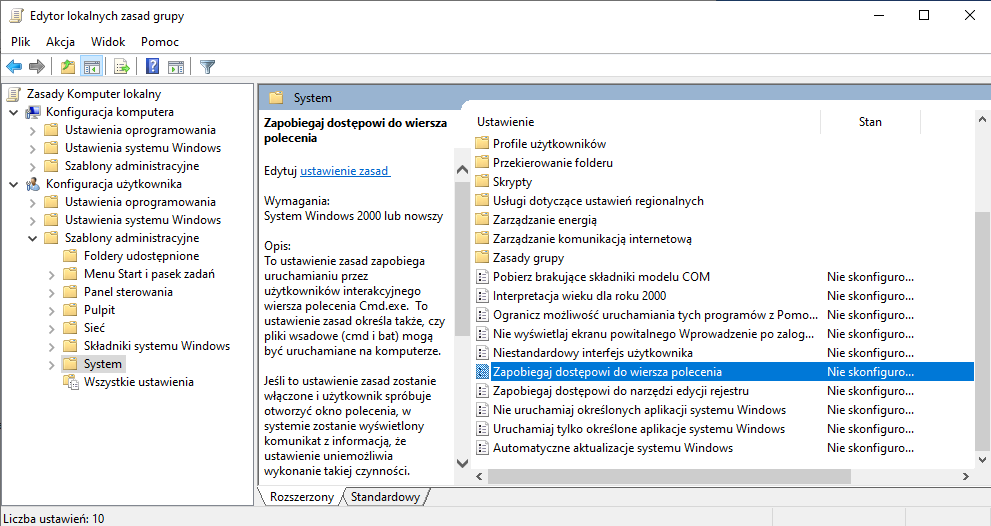 Edytor lokalnych zasad grupy
Plik Akcja Widok Pomoc
Zasady Komputer lokalny
Konfiguracja komputera
Ustawienia oprogramowania
Ustawienia systemu Windows
Szablony administracyjne
Konfiguracja użytkownika
Ustawienia oprogramowania
Ustawienia systemu Windows
Szablony administracyjne
Foldery udostępnione
Menu Start i pasek zadań
Panel sterowania
Pulpit
Sieć
Składniki systemu Windows
System
Wszystkie ustawienia
System
Zapobiegaj dostępowi do wiersza
polecenia
Edytuj ustawienie zasad
Wymagania:
System Windows 2000 lub nowszy
Opis:
To ustawienie zasad zapobiega
uruchamianiu przez
użytkowników interakcyjnego
wiersza polecenia Cmd.exe. To
ustawienie zasad określa także, czy
pliki wsadowe (cmd i bat) mogą
być uruchamiane na komputerze.
Jeśli to ustawienie zasad zostanie
włączone i użytkownik spróbuje
otworzyć okno polecenia, w
systemie zostanie wyświetlony
komunikat z informacją, że
ustawienie uniemożliwia
wykonanie takiej czynności.
Ustawienie Stan
Profile użytkowników
Przekierowanie folderu
Skrypty
Usługi dotyczące ustawień regionalnych
Zarządzanie energią
Zarządzanie komunikacją internetową
Zasady grupy
Pobierz brakujące składniki modelu COM Nie skonfiguro...
Interpretacja wieku dla roku 2000 Nie skonfiguro...
Ogranicz możliwość uruchamiania tych programów z Pomo... Nie skonfiguro...
Nie wyświetlaj ekranu powitalnego Wprowadzenie po zalog... Nie skonfiguro...
Niestandardowy interfejs użytkownika Nie skonfiguro...
Zapobiegaj dostępowi do wiersza polecenia Nie skonfiguro...
Zapobiegaj dostępowi do narzędzi edycji rejestru Nie skonfiguro...
Nie uruchamiaj określonych aplikacji systemu Windows Nie skonfiguro...
Uruchamiaj tylko określone aplikacje systemu Windows Nie skonfiguro...
Automatyczne aktualizacje systemu Windows Nie skonfiguro...
Rozszerzony Standardowy
Liczba ustawień: 10